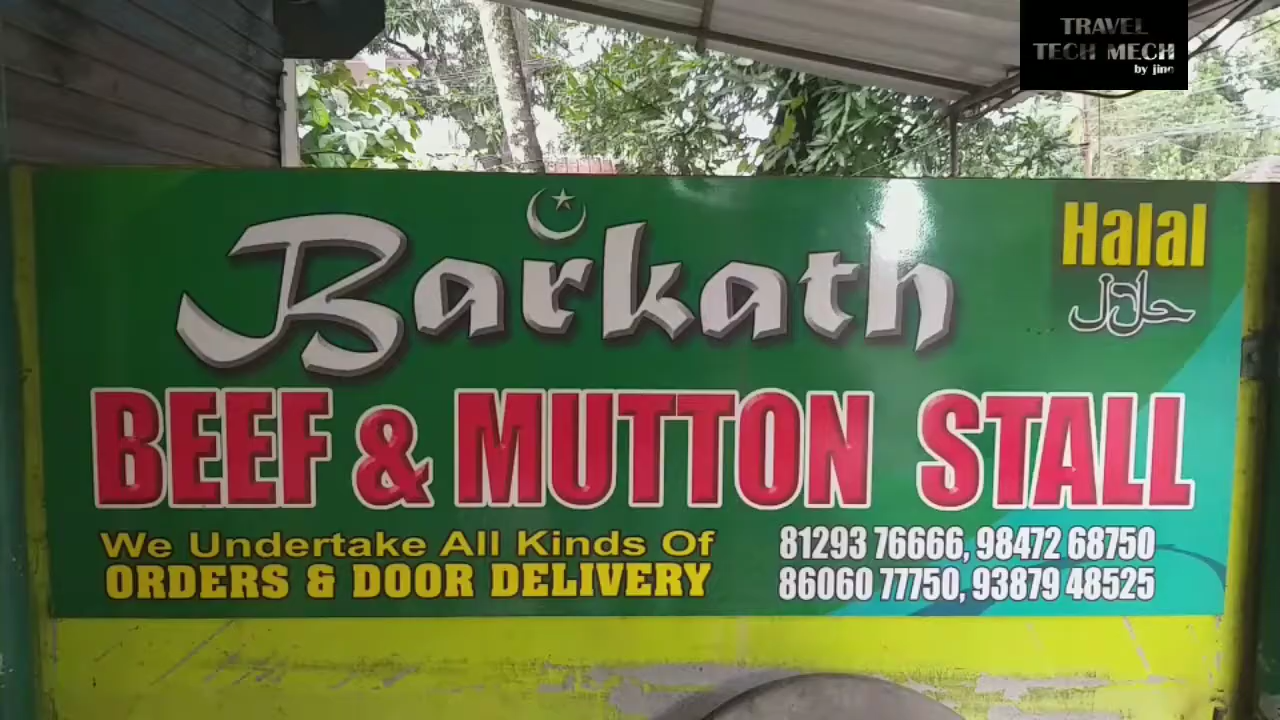 TRAVEL
TECH MECH
by jine
Barkath
Halal
حلال
BEEF & MUTTON STALL
We Undertake All Kinds Of
ORDERS & DOOR DELIVERY
81293 76666, 98472 68750
86060 77750, 93879 48525